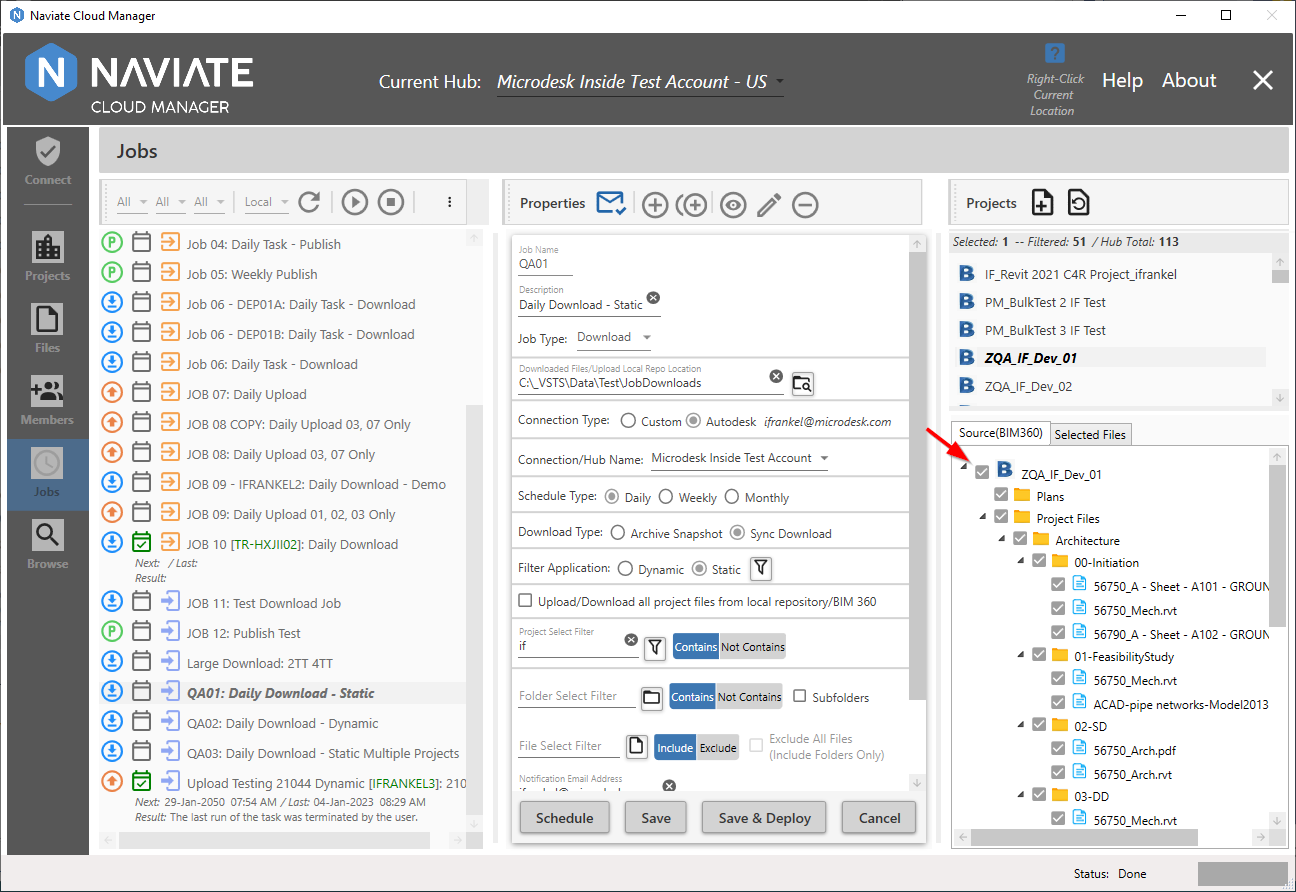 Naviate Cloud Manager
NAVIATE
CLOUD MANAGER
Current Hub: Microdesk Inside Test Account - US
?
Right-Click
Current
Location
Help
About
Connect
Projects
Files
Members
Jobs
Browse
Jobs
All All All Local
P Job 04: Daily Task - Publish
P Job 05: Weekly Publish
Job 06 - DEP01A: Daily Task - Download
Job 06 - DEP01B: Daily Task - Download
Job 06: Daily Task - Download
JOB 07: Daily Upload
JOB 08 COPY: Daily Upload 03, 07 Only
JOB 08: Daily Upload 03, 07 Only
JOB 09 - IFRANKEL2: Daily Download - Demo
JOB 09: Daily Upload 01, 02, 03 Only
JOB 10 [TR-HXJII02]: Daily Download
Next: / Last:
Result:
JOB 11: Test Download Job
P JOB 12: Publish Test
Large Download: 2TT 4TT
QA01: Daily Download - Static
QA02: Daily Download - Dynamic
QA03: Daily Download - Static Multiple Projects
Upload Testing 21044 Dynamic [IFRANKEL3]: 210
Next: 29-Jan-2050 07:54 AM / Last: 04-Jan-2023 08:29 AM
Result: The last run of the task was terminated by the user.
Properties
Job Name
QA01
Description
Daily Download - Static
Job Type: Download
Downloaded Files/Upload Local Repo Location
C:\_VSTS\Data\Test\JobDownloads
Connection Type: Custom Autodesk ifrankel@microdesk.com
Connection/Hub Name: Microdesk Inside Test Account
Schedule Type: Daily Weekly Monthly
Download Type: Archive Snapshot Sync Download
Filter Application: Dynamic Static
Upload/Download all project files from local repository/BIM 360
Project Select Filter
if
Contains Not Contains
Folder Select Filter Contains Not Contains Subfolders
File Select Filter Include Exclude Exclude All Files
(Include Folders Only)
Notification Email Address
Schedule Save Save & Deploy Cancel
Projects
Selected: 1 -- Filtered: 51 / Hub Total: 113
B IF_Revit 2021 C4R Project_ifrankel
B PM_BulkTest 2 IF Test
B PM_BulkTest 3 IF Test
B ZQA_IF_Dev_01
B ZQA_IF_Dev_02
Source(BIM360) Selected Files
B ZQA_IF_Dev_01
Plans
Project Files
Architecture
00-Initiation
56750_A - Sheet - A101 - GROUN
56750_Mech.rvt
56790_A - Sheet - A102 - GROUN
01-FeasibilityStudy
56750_Mech.rvt
ACAD-pipe networks-Model2013
02-SD
56750_Arch.pdf
56750_Arch.rvt
03-DD
56750_Mech.rvt
Status: Done